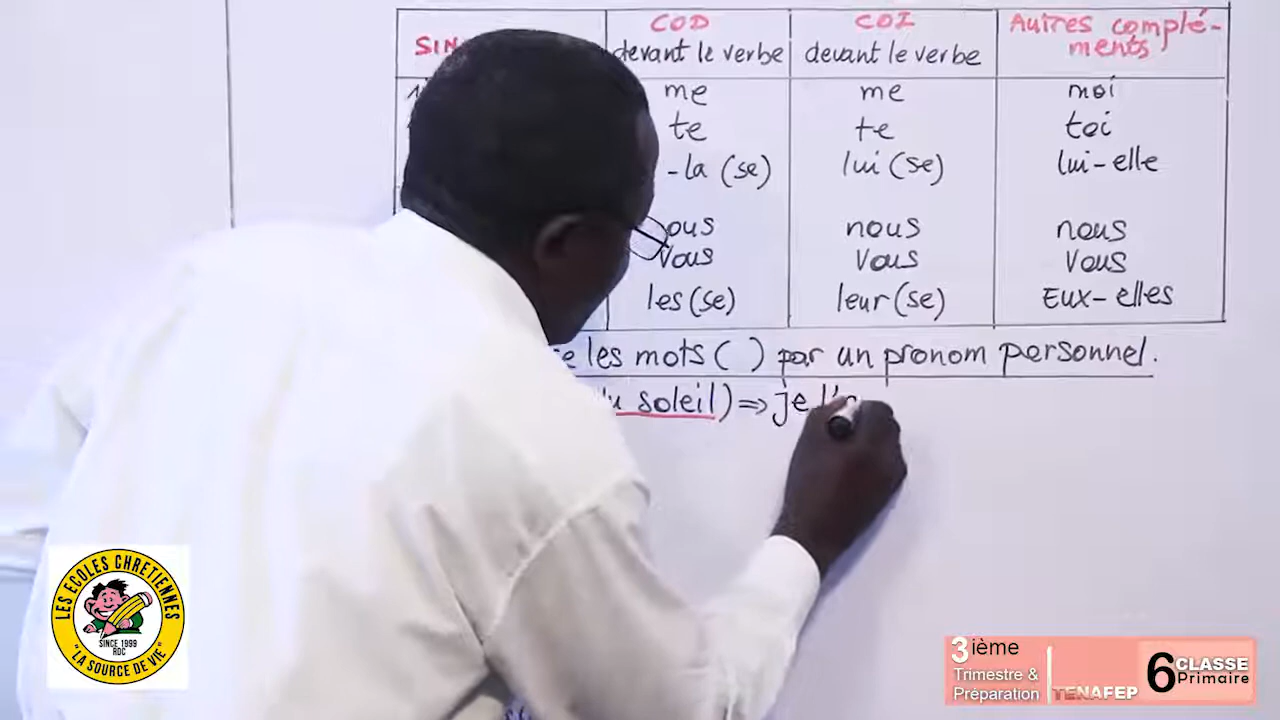 COD COI Autres complé-
SIN devant le verbe devant le verbe ments
me me moi
te te toi
-la (se) lui (se) lui-elle
ous nous nous
vous vous vous
les (se) leur (se) Eux-elles
les mots ( ) par un pronom personnel.
soleil) ⇒ je l'
LES ECOLES CHRETIENNES
SINCE 1999
RDC
"LA SOURCE DE VIE"
3ième
Trimestre &
Préparation
TENAFEP
6 CLASSE
Primaire